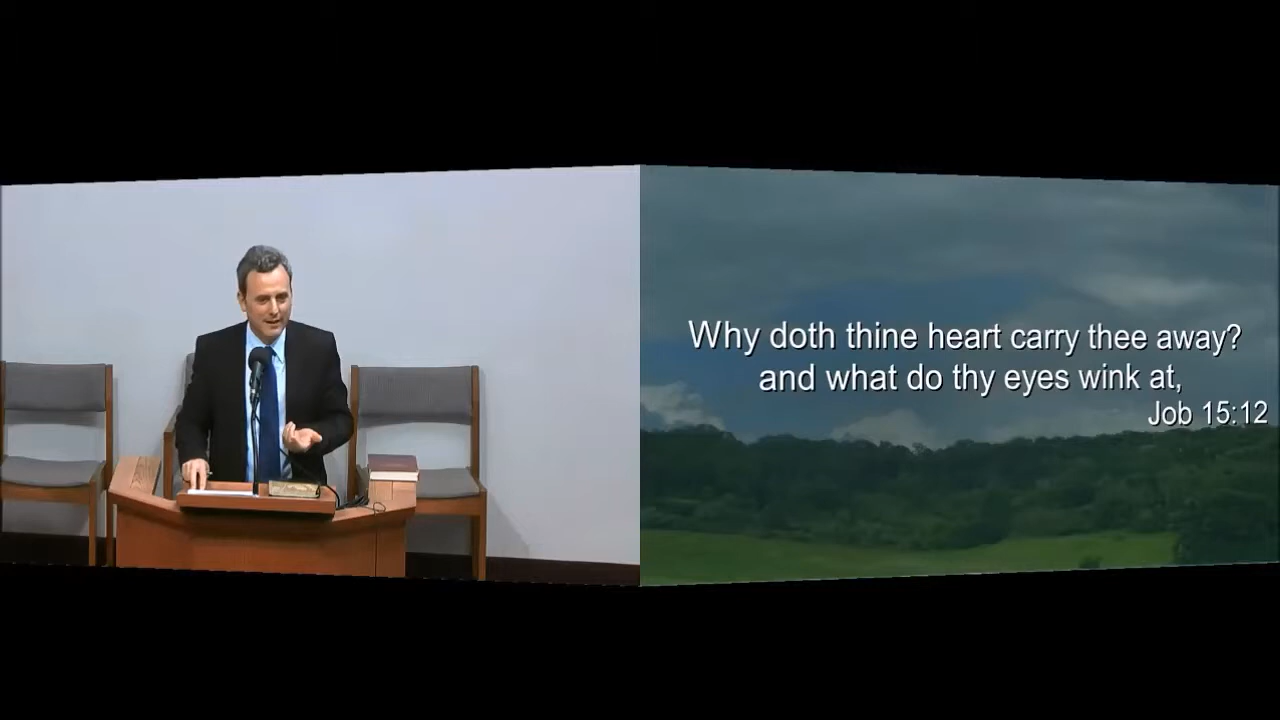 Why doth thine heart carry thee away?
and what do thy eyes wink at,
Job 15:12